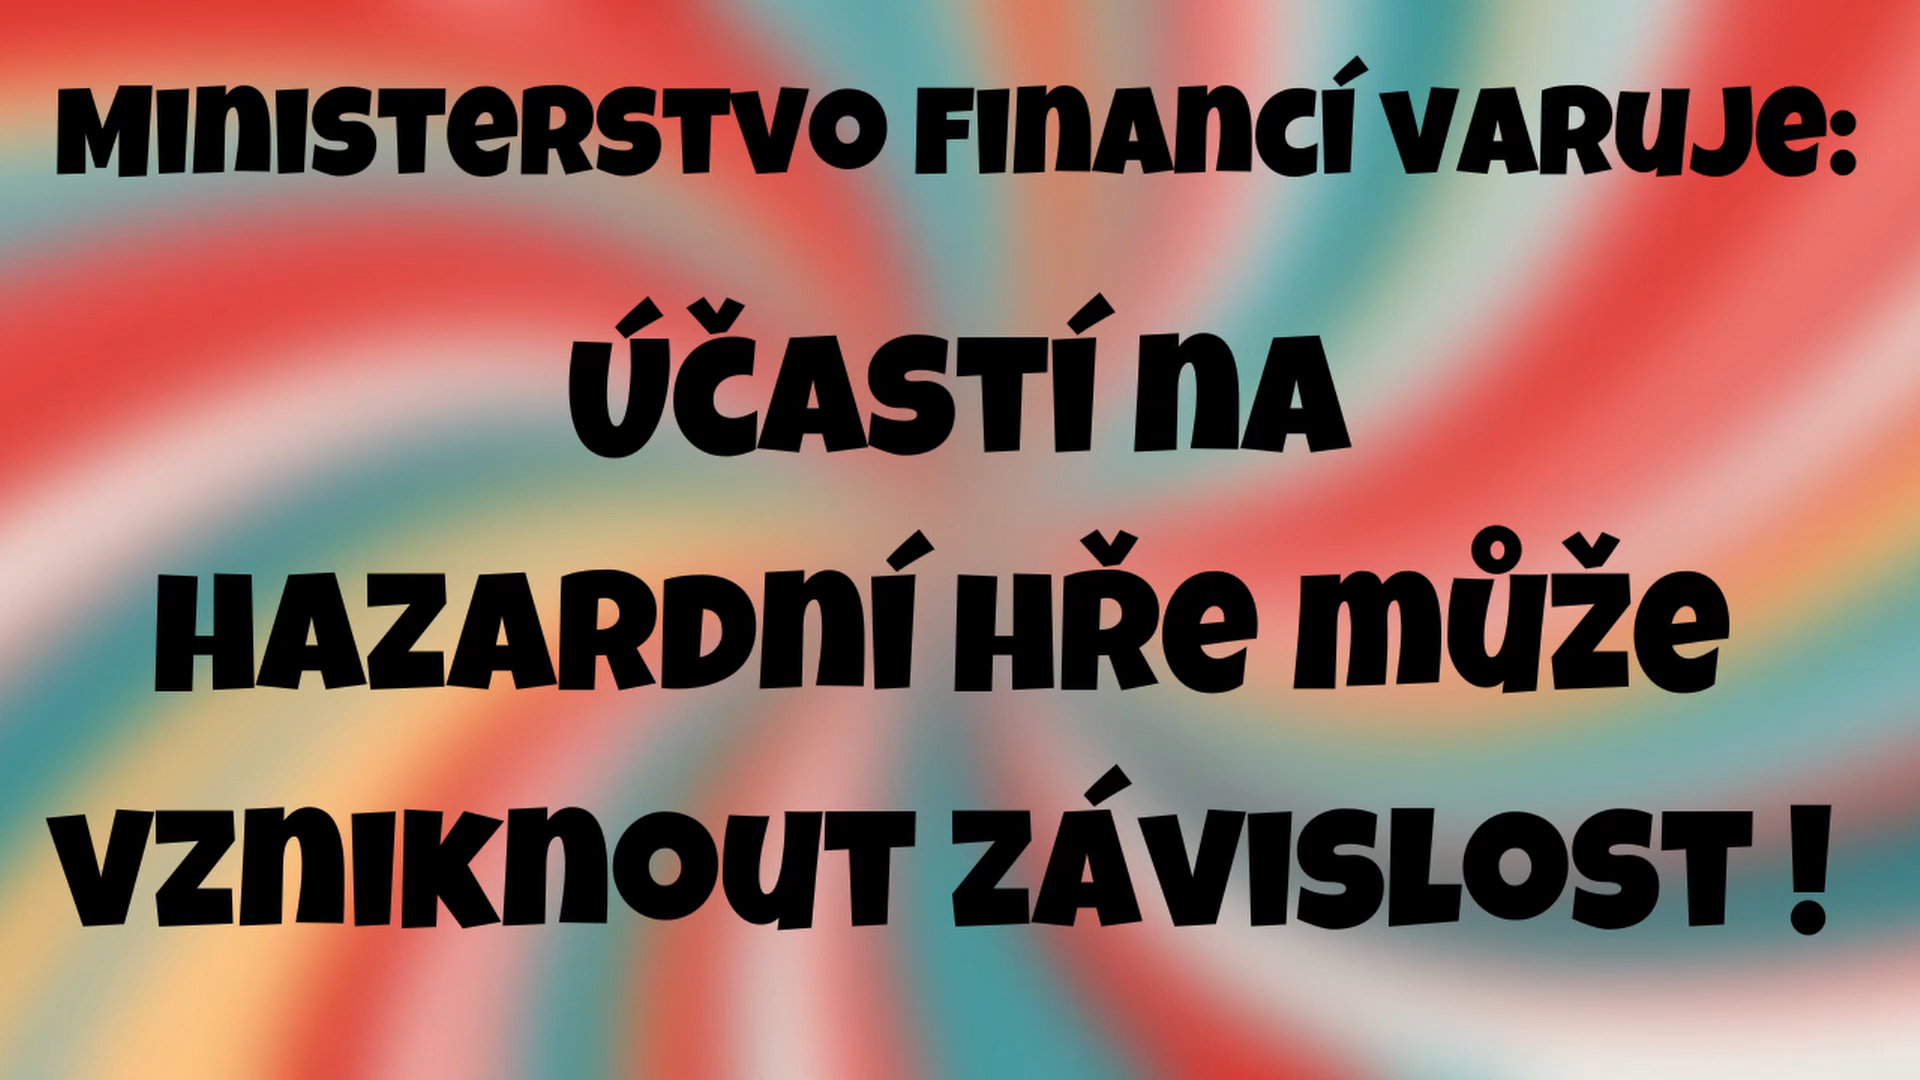 Ministerstvo financí varuje:
Účastí na
hazardní hře může
vzniknout závislost !